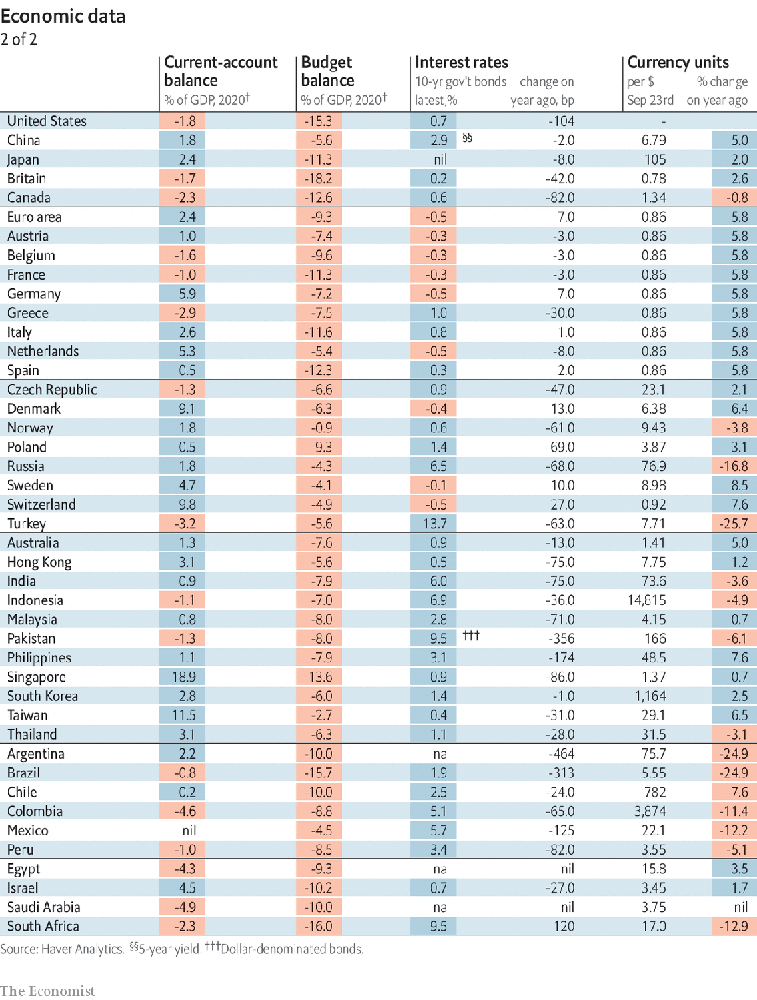 Economic data
2 of 2
Current-account balance % of GDP, 2020† Budget balance % of GDP, 2020† Interest rates 10-yr gov't bonds latest,% change on year ago, bp Currency units per $ Sep 23rd % change on year ago
United States -1.8 -15.3 0.7 -104 -
China 1.8 -5.6 2.9 §§ -2.0 6.79 5.0
Japan 2.4 -11.3 nil -8.0 105 2.0
Britain -1.7 -18.2 0.2 -42.0 0.78 2.6
Canada -2.3 -12.6 0.6 -82.0 1.34 -0.8
Euro area 2.4 -9.3 -0.5 7.0 0.86 5.8
Austria 1.0 -7.4 -0.3 -3.0 0.86 5.8
Belgium -1.6 -9.6 -0.3 -3.0 0.86 5.8
France -1.0 -11.3 -0.3 -3.0 0.86 5.8
Germany 5.9 -7.2 -0.5 7.0 0.86 5.8
Greece -2.9 -7.5 1.0 -30.0 0.86 5.8
Italy 2.6 -11.6 0.8 1.0 0.86 5.8
Netherlands 5.3 -5.4 -0.5 -8.0 0.86 5.8
Spain 0.5 -12.3 0.3 2.0 0.86 5.8
Czech Republic -1.3 -6.6 0.9 -47.0 23.1 2.1
Denmark 9.1 -6.3 -0.4 13.0 6.38 6.4
Norway 1.8 -0.9 0.6 -61.0 9.43 -3.8
Poland 0.5 -9.3 1.4 -69.0 3.87 3.1
Russia 1.8 -4.3 6.5 -68.0 76.9 -16.8
Sweden 4.7 -4.1 -0.1 10.0 8.98 8.5
Switzerland 9.8 -4.9 -0.5 27.0 0.92 7.6
Turkey -3.2 -5.6 13.7 -63.0 7.71 -25.7
Australia 1.3 -7.6 0.9 -13.0 1.41 5.0
Hong Kong 3.1 -5.6 0.5 -75.0 7.75 1.2
India 0.9 -7.9 6.0 -75.0 73.6 -3.6
Indonesia -1.1 -7.0 6.9 -36.0 14,815 -4.9
Malaysia 0.8 -8.0 2.8 -71.0 4.15 0.7
Pakistan -1.3 -8.0 9.5 ††† -356 166 -6.1
Philippines 1.1 -7.9 3.1 -174 48.5 7.6
Singapore 18.9 -13.6 0.9 -86.0 1.37 0.7
South Korea 2.8 -6.0 1.4 -1.0 1,164 2.5
Taiwan 11.5 -2.7 0.4 -31.0 29.1 6.5
Thailand 3.1 -6.3 1.1 -28.0 31.5 -3.1
Argentina 2.2 -10.0 na -464 75.7 -24.9
Brazil -0.8 -15.7 1.9 -313 5.55 -24.9
Chile 0.2 -10.0 2.5 -24.0 782 -7.6
Colombia -4.6 -8.8 5.1 -65.0 3,874 -11.4
Mexico nil -4.5 5.7 -125 22.1 -12.2
Peru -1.0 -8.5 3.4 -82.0 3.55 -5.1
Egypt -4.3 -9.3 na nil 15.8 3.5
Israel 4.5 -10.2 0.7 -27.0 3.45 1.7
Saudi Arabia -4.9 -10.0 na nil 3.75 nil
South Africa -2.3 -16.0 9.5 120 17.0 -12.9
Source: Haver Analytics. §§5-year yield. †††Dollar-denominated bonds.
The Economist